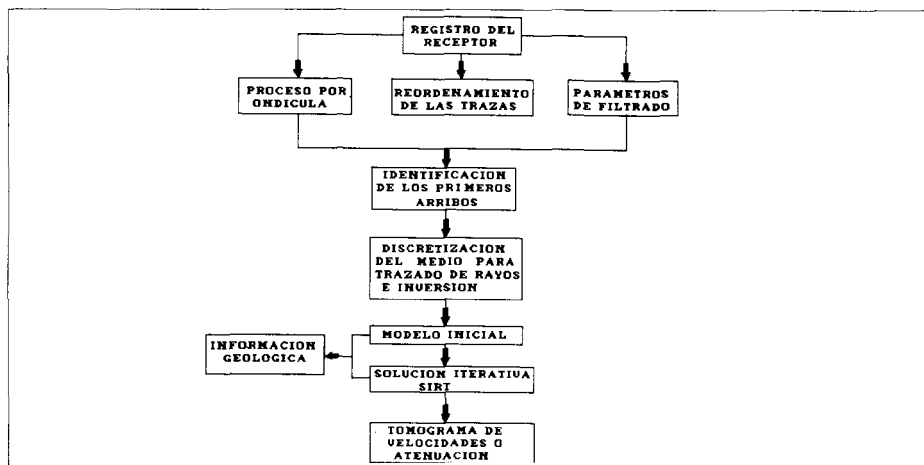 REGISTRO DEL
RECEPTOR
PROCESO POR
ONDICULA
REORDENAMIENTO
DE LAS TRAZAS
PARAMETROS
DE FILTRADO
IDENTIFICACION
DE LOS PRIMEROS
ARRIBOS
DISCRETIZACION
DEL MEDIO PARA
TRAZADO DE RAYOS
E INVERSION
MODELO INICIAL
INFORMACION
GEOLOGICA
SOLUCION ITERATIVA
SIRT
TOMOGRAMA DE
VELOCIDADES O
ATENUACION